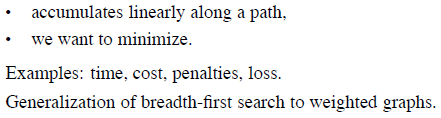 • accumulates linearly along a path,
• we want to minimize.
Examples: time, cost, penalties, loss.
Generalization of breadth-first search to weighted graphs.